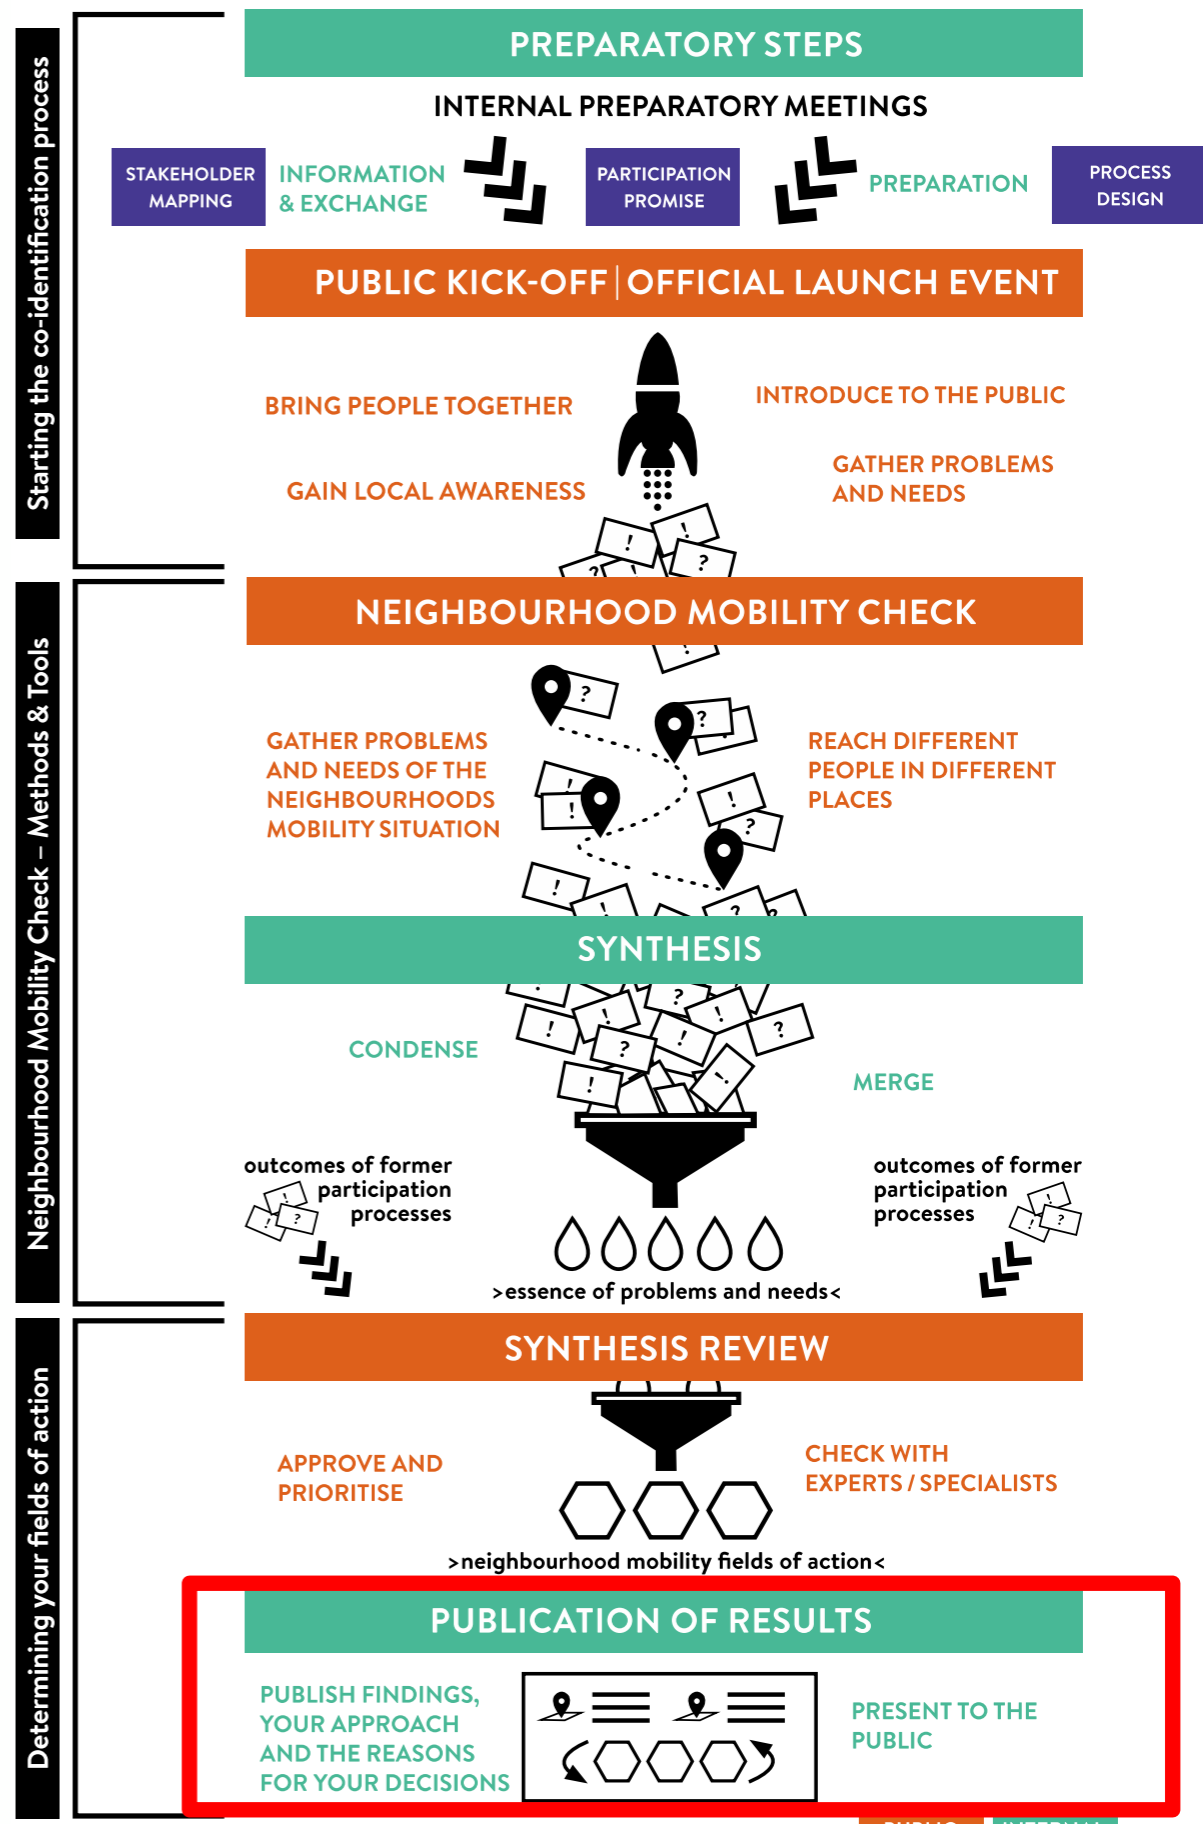 PREPARATORY STEPS
INTERNAL PREPARATORY MEETINGS
STAKEHOLDER
MAPPING
INFORMATION
& EXCHANGE
PARTICIPATION
PROMISE
PREPARATION
PROCESS
DESIGN
Starting the co-identification process
PUBLIC KICK-OFF|OFFICIAL LAUNCH EVENT
BRING PEOPLE TOGETHER
INTRODUCE TO THE PUBLIC
GAIN LOCAL AWARENESS
GATHER PROBLEMS
AND NEEDS
! ! ? ? !
NEIGHBOURHOOD MOBILITY CHECK
Neighbourhood Mobility Check – Methods & Tools
GATHER PROBLEMS
AND NEEDS OF THE
NEIGHBOURHOODS
MOBILITY SITUATION
REACH DIFFERENT
PEOPLE IN DIFFERENT
PLACES
? ? ! ! ! ? ! ! ? ?
SYNTHESIS
CONDENSE
MERGE
? ! ! ! ! ? ? ! !
outcomes of former
participation
processes
! ! ?
outcomes of former
participation
processes
! ! ?
>essence of problems and needs<
SYNTHESIS REVIEW
Determining your fields of action
APPROVE AND
PRIORITISE
CHECK WITH
EXPERTS / SPECIALISTS
>neighbourhood mobility fields of action<
PUBLICATION OF RESULTS
PUBLISH FINDINGS,
YOUR APPROACH
AND THE REASONS
FOR YOUR DECISIONS
PRESENT TO THE
PUBLIC